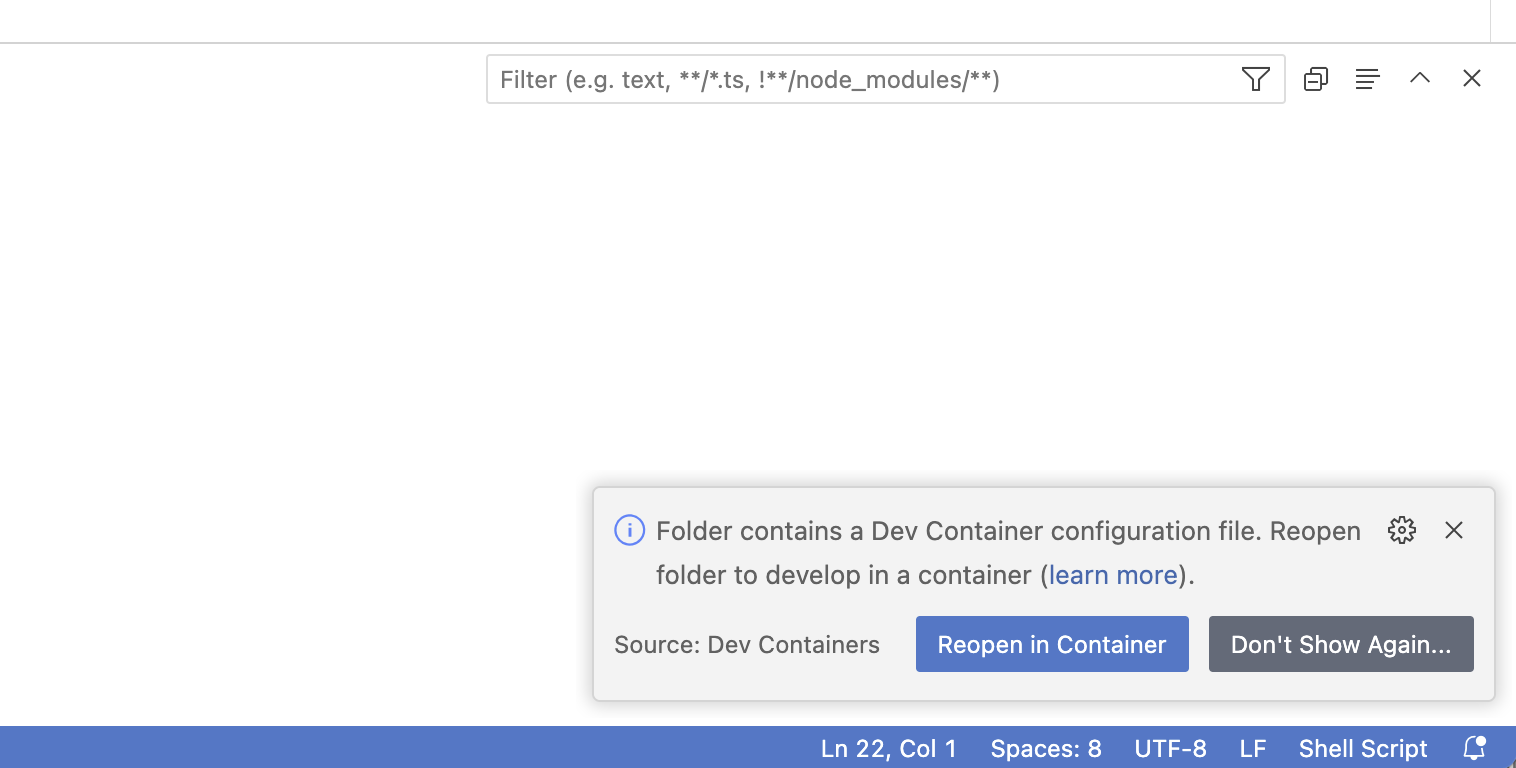 Filter (e.g. text, **/*.ts, !**/node_modules/**)
Folder contains a Dev Container configuration file. Reopen
folder to develop in a container (learn more).
Source: Dev Containers
Reopen in Container
Don't Show Again...
Ln 22, Col 1
Spaces: 8
UTF-8
LF
Shell Script